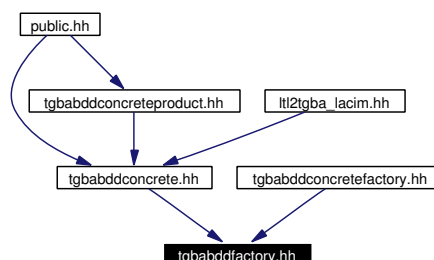 public.hh
tgbabddconcreteproduct.hh
ltl2tgba_lacim.hh
tgbabddconcrete.hh
tgbabddconcretefactory.hh
tgbabddfactory.hh